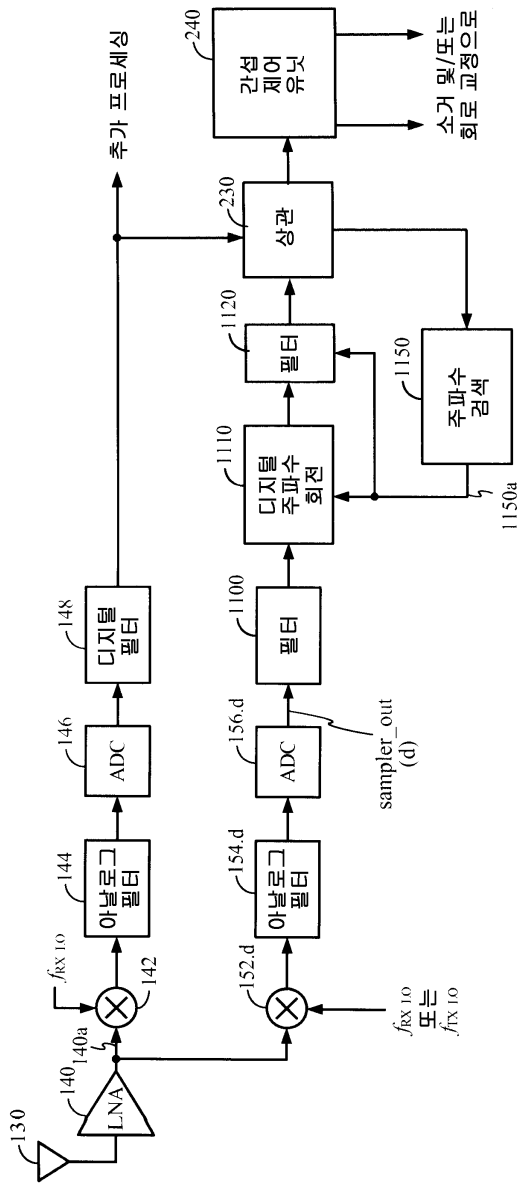 130
140
LNA
140a
f_RX LO
142
144
아날로그
필터
146
ADC
148
디지털
필터
추가 프로세싱
152.d
f_RX LO
또는
f_TX LO
154.d
아날로그
필터
156.d
ADC
sampler_out
(d)
1100
필터
1110
디지털
주파수
회전
1120
필터
230
상관
240
간섭
제어
유닛
소거 및/또는
회로 교정으로
1150
주파수
검색
1150a